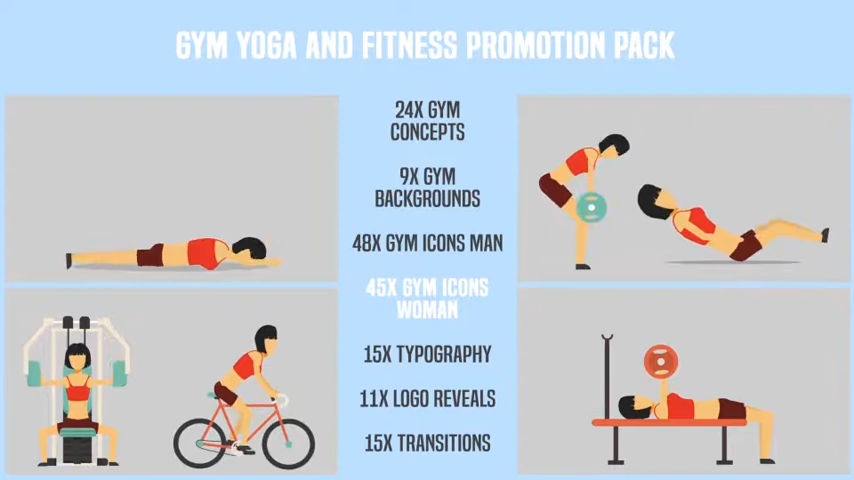 GYM YOGA AND FITNESS PROMOTION PACK
24X GYM
CONCEPTS
9X GYM
BACKGROUNDS
48X GYM ICONS MAN
45X GYM ICONS
WOMAN
15X TYPOGRAPHY
11X LOGO REVEALS
15X TRANSITIONS